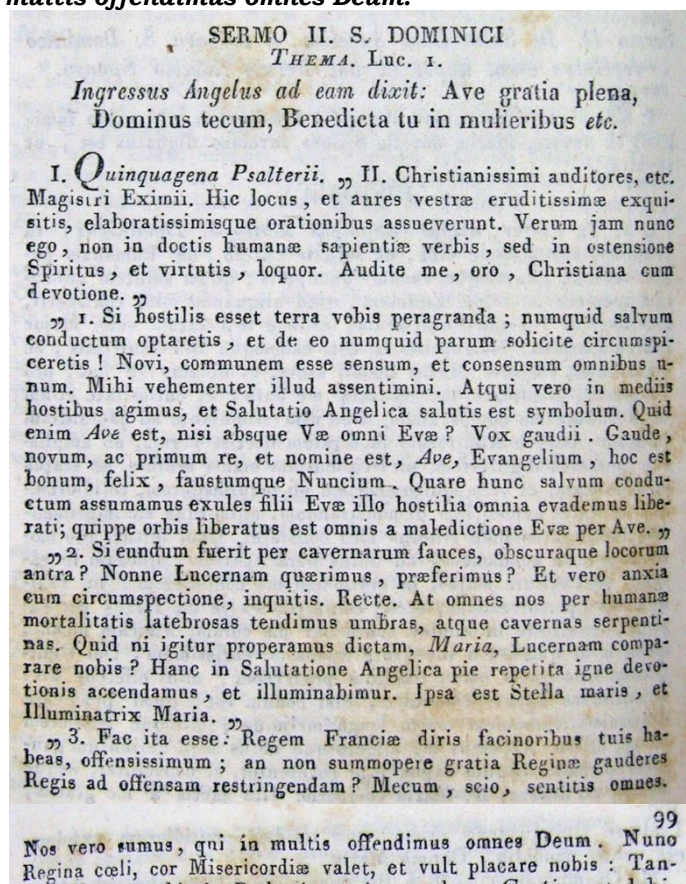 multis offendimus omnes Deum.
SERMO II. S. DOMINICI
THEMA. Luc. 1.
Ingressus Angelus ad eam dixit: Ave gratia plena,
Dominus tecum, Benedicta tu in mulieribus etc.
I. Quinquagena Psalterii. „ II. Christianissimi auditores, etc.
Magistri Eximii. Hic locus, et aures vestræ eruditissimæ exqui-
sitis, elaboratissimisque orationibus assueverunt. Verum jam nunc
ego, non in doctis humanæ sapientiæ verbis, sed in ostensione
Spiritus, et virtutis, loquor. Audite me, oro, Christiana cum
devotione. „
„ 1. Si hostilis esset terra vobis peragranda; numquid salvum
conductum optaretis, et de eo numquid parum solicite circumspi-
ceretis! Novi, communem esse sensum, et consensum omnibus u-
num. Mihi vehementer illud assentimini. Atqui vero in mediis
hostibus agimus, et Salutatio Angelica salutis est symbolum. Quid
enim Ave est, nisi absque Væ omni Evæ? Vox gaudii. Gaude,
novum, ac primum re, et nomine est, Ave, Evangelium, hoc est
bonum, felix, faustumque Nuncium. Quare hunc salvum condu-
ctum assumamus exules filii Evæ illo hostilia omnia evademus libe-
rati; quippe orbis liberatus est omnis a maledictione Evæ per Ave. „
„ 2. Si eundum fuerit per cavernarum fauces, obscuraque locorum
antra? Nonne Lucernam quærimus, præferimus? Et vero anxia
cum circumspectione, inquitis. Recte. At omnes nos per humanæ
mortalitatis latebrosas tendimus umbras, atque cavernas serpenti-
nas. Quid ni igitur properamus dictam, Maria, Lucernam compa-
rare nobis? Hanc in Salutatione Angelica pie repetita igne devo-
tionis accendamus, et illuminabimur. Ipsa est Stella maris, et
Illuminatrix Maria. „
„ 3. Fac ita esse: Regem Franciæ diris facinoribus tuis ha-
beas, offensissimum; an non summopere gratia Reginæ gauderes
Regis ad offensam restringendam? Mecum, scio, sentitis omnes.
99
Nos vero sumus, qui in multis offendimus omnes Deum. Nunc
Regina cœli, cor Misericordiæ valet, et vult placare nobis: Tan-